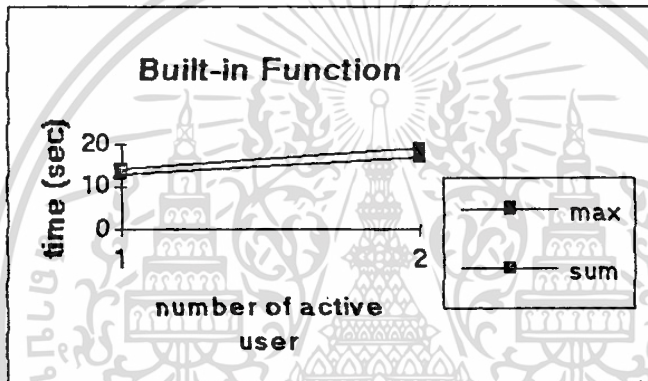 Built-in Function
time (sec)
20
10
0
1
2
number of active
user
max
sum